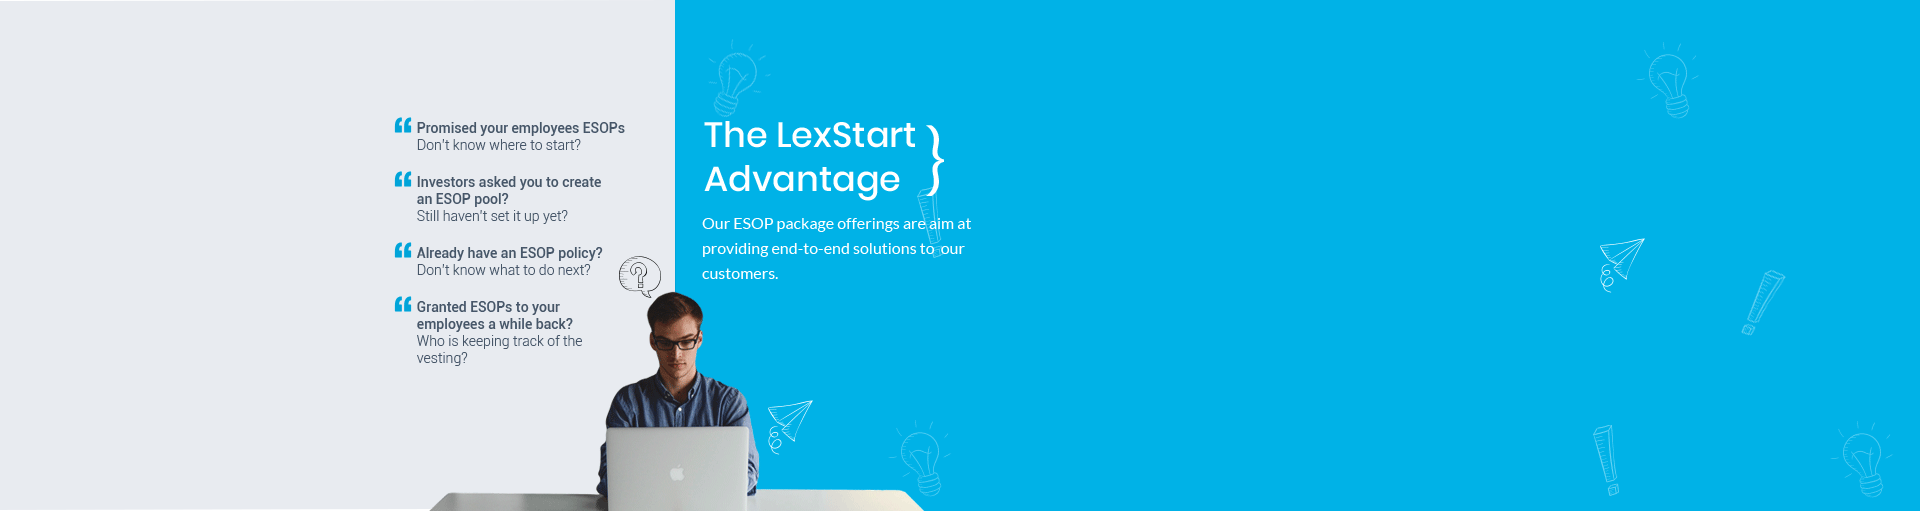 Promised your employees ESOPs
Don't know where to start?
Investors asked you to create
an ESOP pool?
Still haven't set it up yet?
Already have an ESOP policy?
Don't know what to do next?
Granted ESOPs to your
employees a while back?
Who is keeping track of the
vesting?
The LexStart
Advantage
Our ESOP package offerings are aim at
providing end-to-end solutions to our
customers.